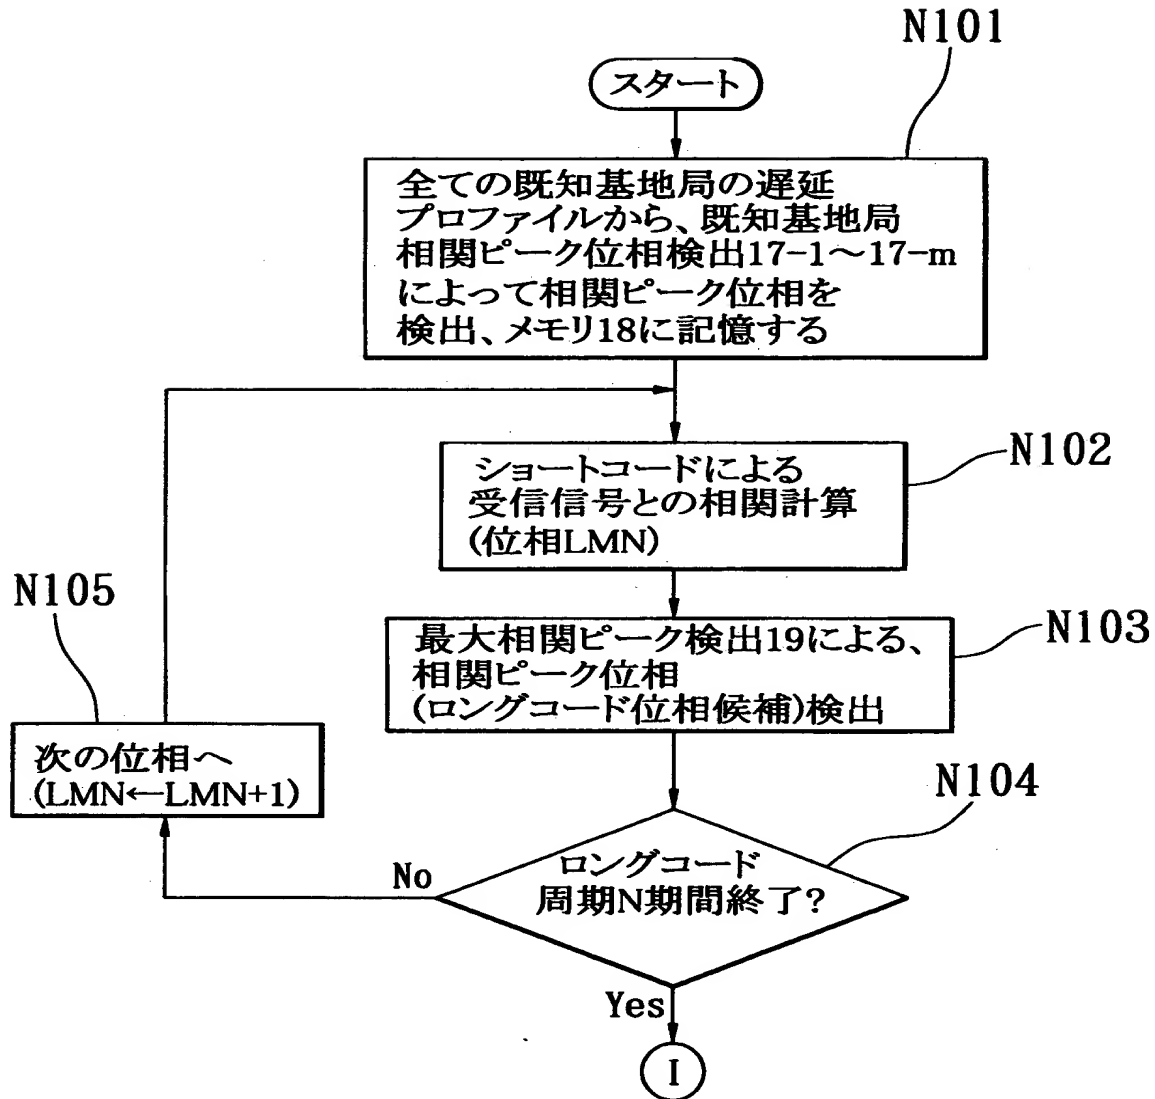 N101
スタート
全ての既知基地局の遅延
プロファイルから、既知基地局
相関ピーク位相検出17-1～17-m
によって相関ピーク位相を
検出、メモリ18に記憶する
N102
ショートコードによる
受信信号との相関計算
(位相LMN)
N103
最大相関ピーク検出19による、
相関ピーク位相
(ロングコード位相候補)検出
N105
次の位相へ
(LMN←LMN+1)
N104
ロングコード
周期N期間終了?
No
Yes
I